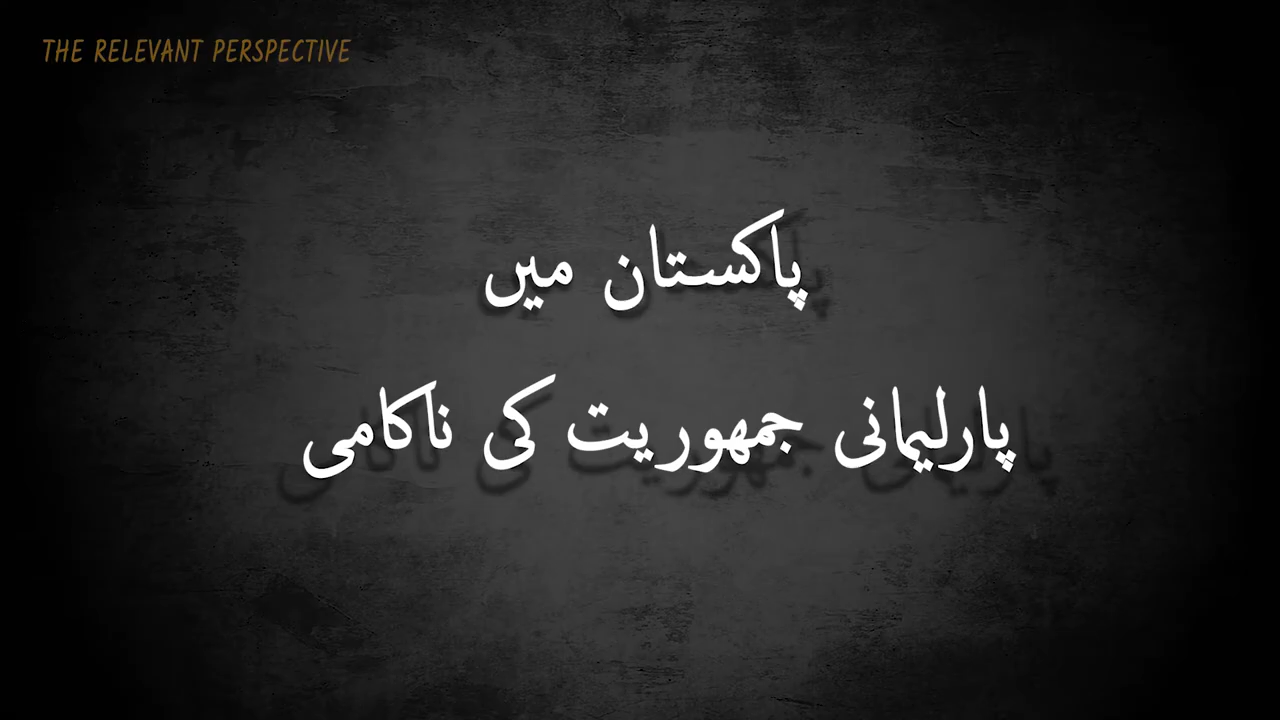 THE RELEVANT PERSPECTIVE
پاکستان میں
پارلیمانی جمہوریت کی ناکامی